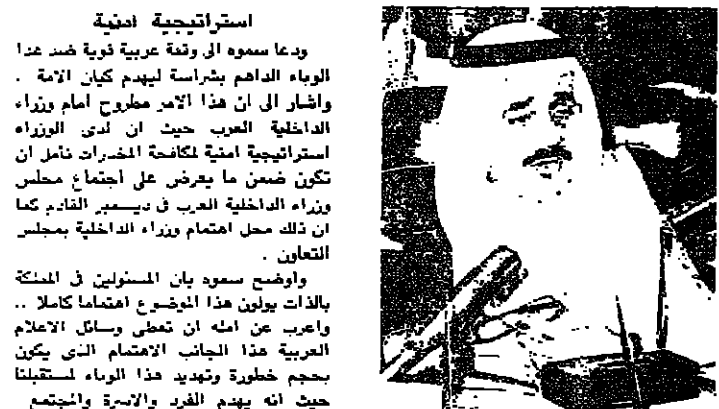 استراتيجية امنية
ودعا سموه الى وقفة عربية قوية ضد هذا
الوباء الداهم بشراسة ليهدم كيان الامة .
واشار الى ان هذا الامر مطروح امام وزراء
الداخلية العرب حيث ان لدى الوزراء
استراتيجية امنية لمكافحة المخدرات نأمل ان
تكون ضمن ما يعرض على اجتماع مجلس
وزراء الداخلية العرب فى ديسمبر القادم كما
ان ذلك محل اهتمام وزراء الداخلية بمجلس
التعاون .
واوضح سموه بان المسئولين فى المملكة
بالذات يولون هذا الموضوع اهتماما كاملا ..
واعرب عن امله ان تعطى وسائل الاعلام
العربية هذا الجانب الاهتمام الذى يكون
بحجم خطورة وتهديد هذا الوباء لمستقبلنا
حيث انه يهدم الفرد والاسرة والمجتمع